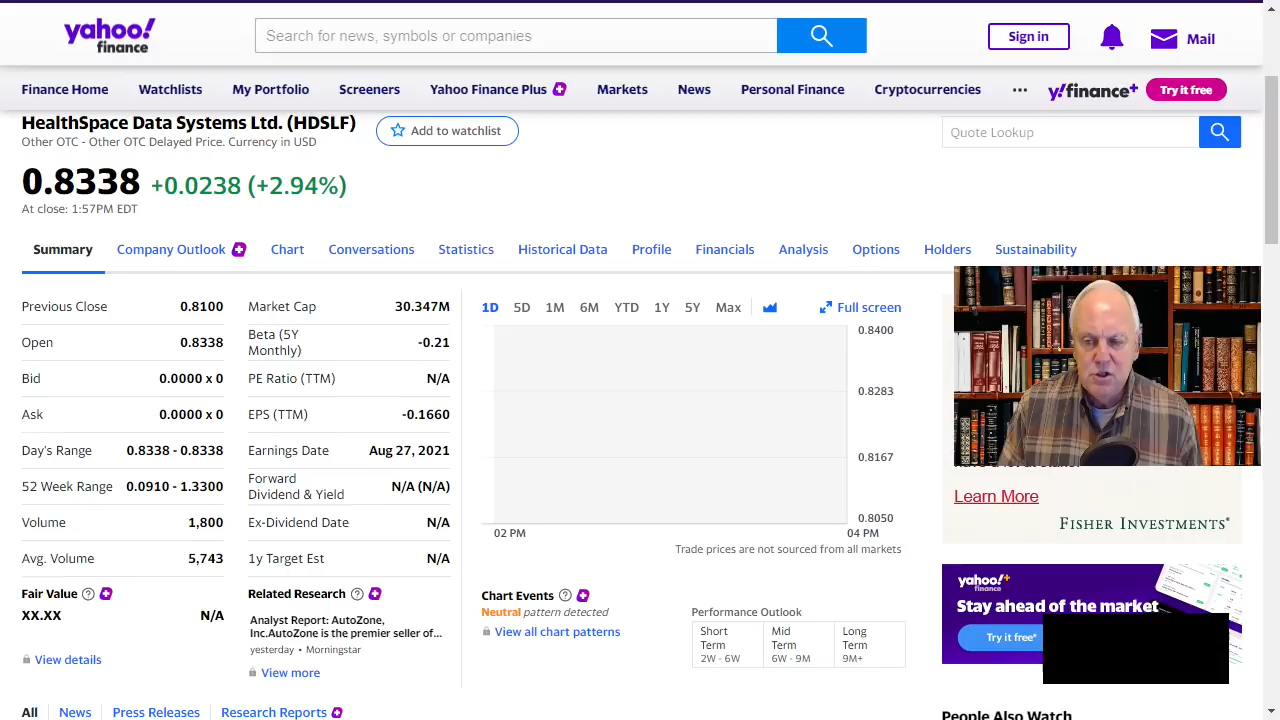 yahoo!
finance
Search for news, symbols or companies
Sign in
Mail
Finance Home
Watchlists
My Portfolio
Screeners
Yahoo Finance Plus
Markets
News
Personal Finance
Cryptocurrencies
...
y!finance+
Try it free
HealthSpace Data Systems Ltd. (HDSLF)
Other OTC - Other OTC Delayed Price. Currency in USD
Add to watchlist
Quote Lookup
0.8338 +0.0238 (+2.94%)
At close: 1:57PM EDT
Summary
Company Outlook
Chart
Conversations
Statistics
Historical Data
Profile
Financials
Analysis
Options
Holders
Sustainability
Previous Close 0.8100
Open 0.8338
Bid 0.0000 x 0
Ask 0.0000 x 0
Day's Range 0.8338 - 0.8338
52 Week Range 0.0910 - 1.3300
Volume 1,800
Avg. Volume 5,743
Market Cap 30.347M
Beta (5Y
Monthly) -0.21
PE Ratio (TTM) N/A
EPS (TTM) -0.1660
Earnings Date Aug 27, 2021
Forward
Dividend & Yield N/A (N/A)
Ex-Dividend Date N/A
1y Target Est N/A
Fair Value
XX.XX N/A
View details
Related Research
Analyst Report: AutoZone,
Inc.AutoZone is the premier seller of...
yesterday • Morningstar
View more
1D 5D 1M 6M YTD 1Y 5Y Max
Full screen
0.8400
0.8283
0.8167
0.8050
02 PM 04 PM
Trade prices are not sourced from all markets
Chart Events
Neutral pattern detected
View all chart patterns
Performance Outlook
Short
Term
2W - 6W
Mid
Term
6W - 9M
Long
Term
9M+
Learn More
FISHER INVESTMENTS®
yahoo!+
finance
Stay ahead of the market
Try it free*
All
News
Press Releases
Research Reports
People Also Watch